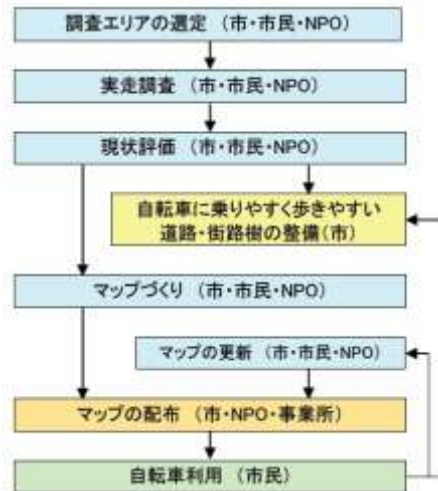 調査エリアの選定（市・市民・NPO）
実走調査（市・市民・NPO）
現状評価（市・市民・NPO）
自転車に乗りやすく歩きやすい
道路・街路樹の整備（市）
マップづくり（市・市民・NPO）
マップの更新（市・市民・NPO）
マップの配布（市・NPO・事業所）
自転車利用（市民）